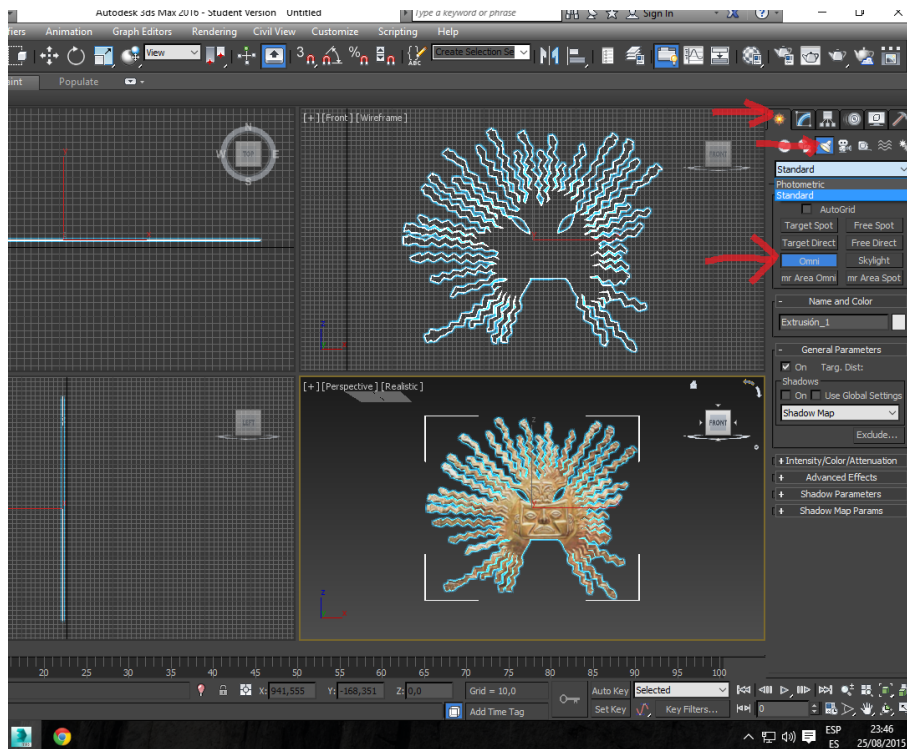 Autodesk 3ds Max 2016 - Student Version Untitled
Type a keyword or phrase
Sign In
fiers Animation Graph Editors Rendering Civil View Customize Scripting Help
View
Create Selection Se
aint Populate
[+][Front][Wireframe]
N
W TOP E
S
FRONT
LEFT
[+][Perspective][Realistic]
FRONT
Standard
Photometric
Standard
AutoGrid
Target Spot Free Spot
Target Direct Free Direct
Omni Skylight
mr Area Omni mr Area Spot
- Name and Color
Extrusión_1
- General Parameters
On Targ. Dist:
Shadows
On Use Global Settings
Shadow Map
Exclude...
+ Intensity/Color/Attenuation
+ Advanced Effects
+ Shadow Parameters
+ Shadow Map Params
20 25 30 35 40 45 50 55 60 65 70 75 80 85 90 95 100
X: 941,555 Y: -168,351 Z: 0,0 Grid = 10,0
Auto Key Selected
Add Time Tag
Set Key Key Filters...
0
ESP
ES
23:46
25/08/2015